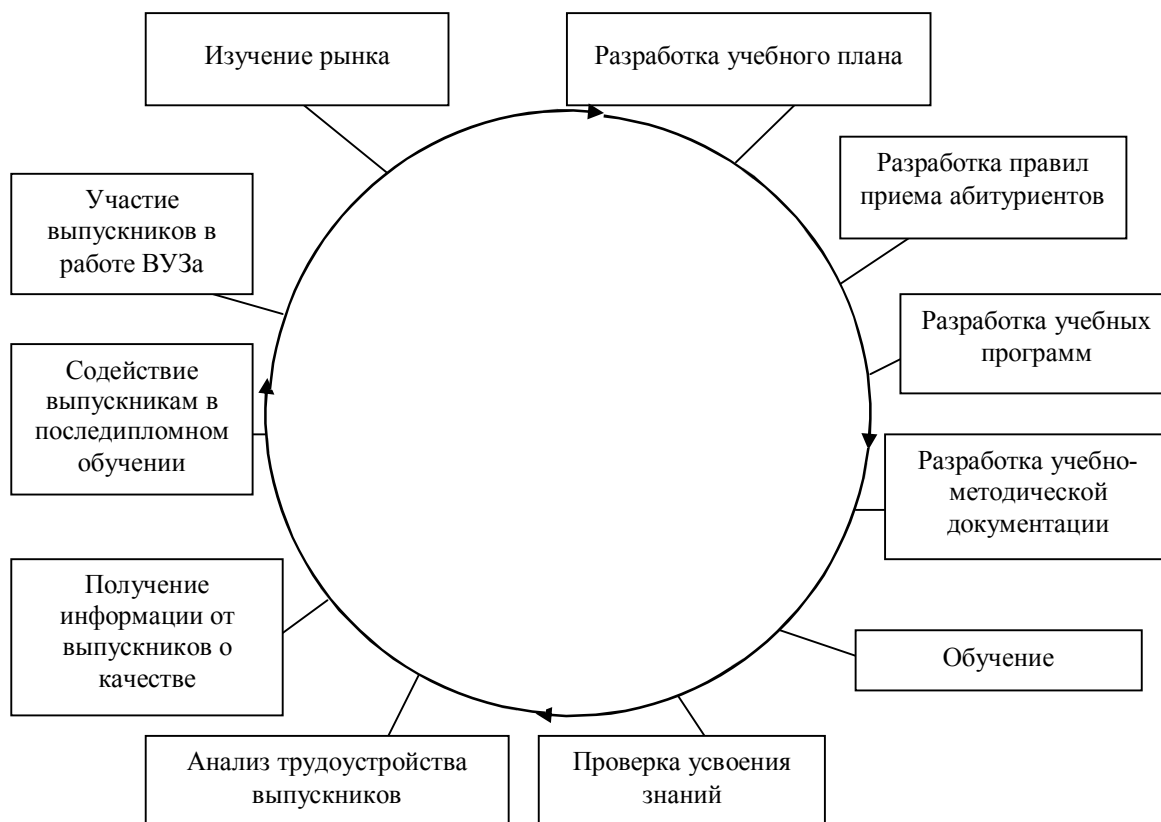 Изучение рынка
Разработка учебного плана
Разработка правил
приема абитуриентов
Разработка учебных
программ
Разработка учебно-
методической
документации
Обучение
Проверка усвоения
знаний
Анализ трудоустройства
выпускников
Получение
информации от
выпускников о
качестве
Содействие
выпускникам в
последипломном
обучении
Участие
выпускников в
работе ВУЗа